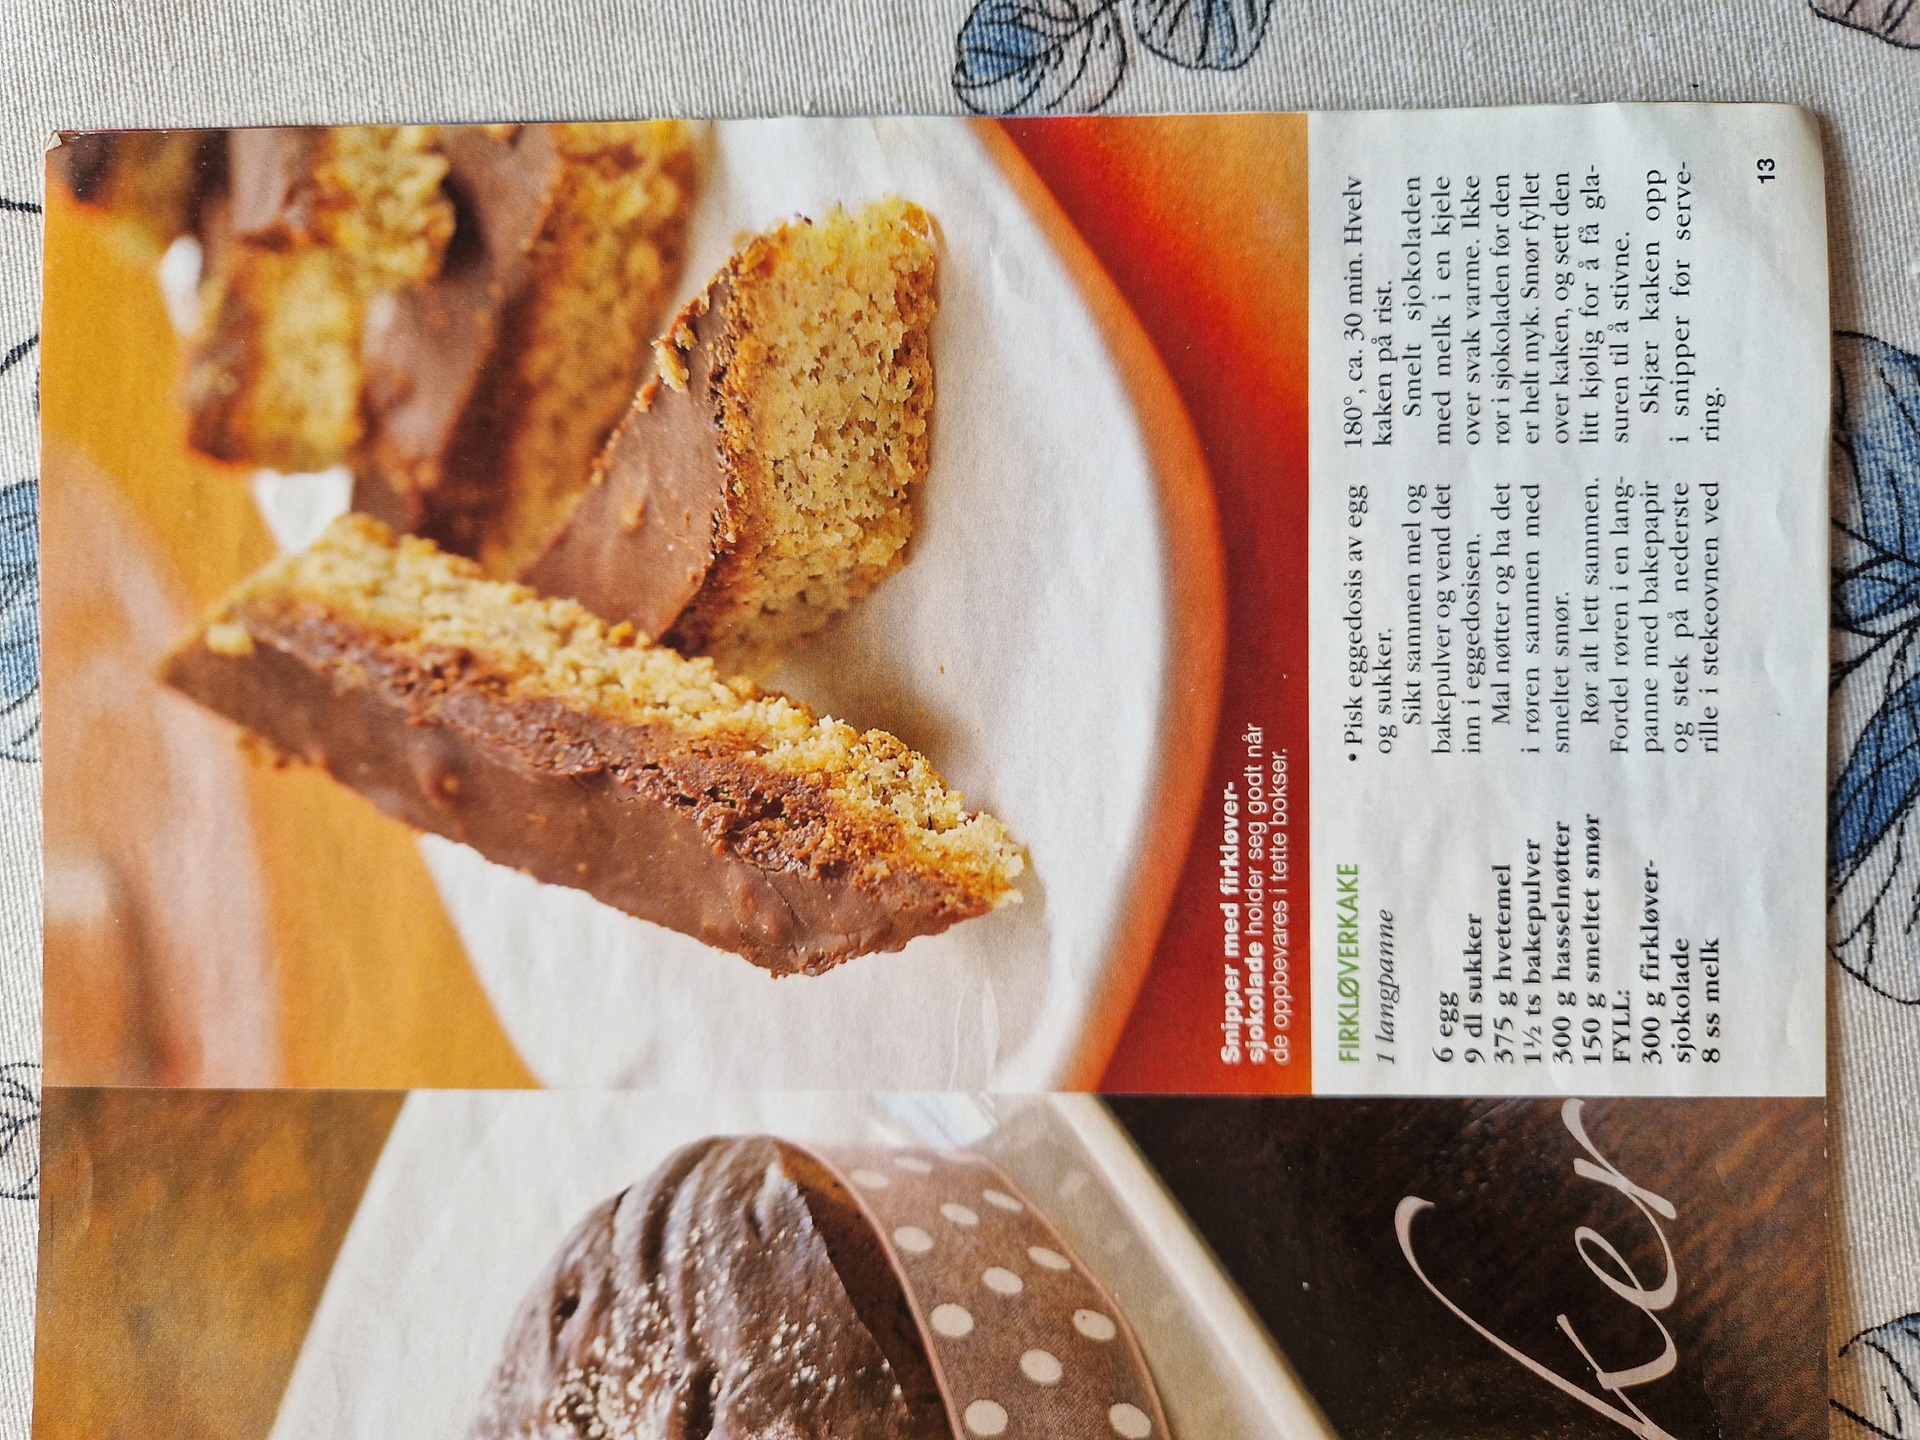 ker
Snipper med firkløver-
sjokolade holder seg godt når
de oppbevares i tette bokser.
FIRKLØVERKAKE
1 langpanne
6 egg
9 dl sukker
375 g hvetemel
1½ ts bakepulver
300 g hasselnøtter
150 g smeltet smør
FYLL:
300 g firkløver-
sjokolade
8 ss melk
• Pisk eggedosis av egg
og sukker.
Sikt sammen mel og
bakepulver og vend det
inn i eggedosisen.
Mal nøtter og ha det
i røren sammen med
smeltet smør.
Rør alt lett sammen.
Fordel røren i en lang-
panne med bakepapir
og stek på nederste
rille i stekeovnen ved
180°, ca. 30 min. Hvelv
kaken på rist.
Smelt sjokoladen
med melk i en kjele
over svak varme. Ikke
rør i sjokoladen før den
er helt myk. Smør fyllet
over kaken, og sett den
litt kjølig for å få gla-
suren til å stivne.
Skjær kaken opp
i snipper før serve-
ring.
13